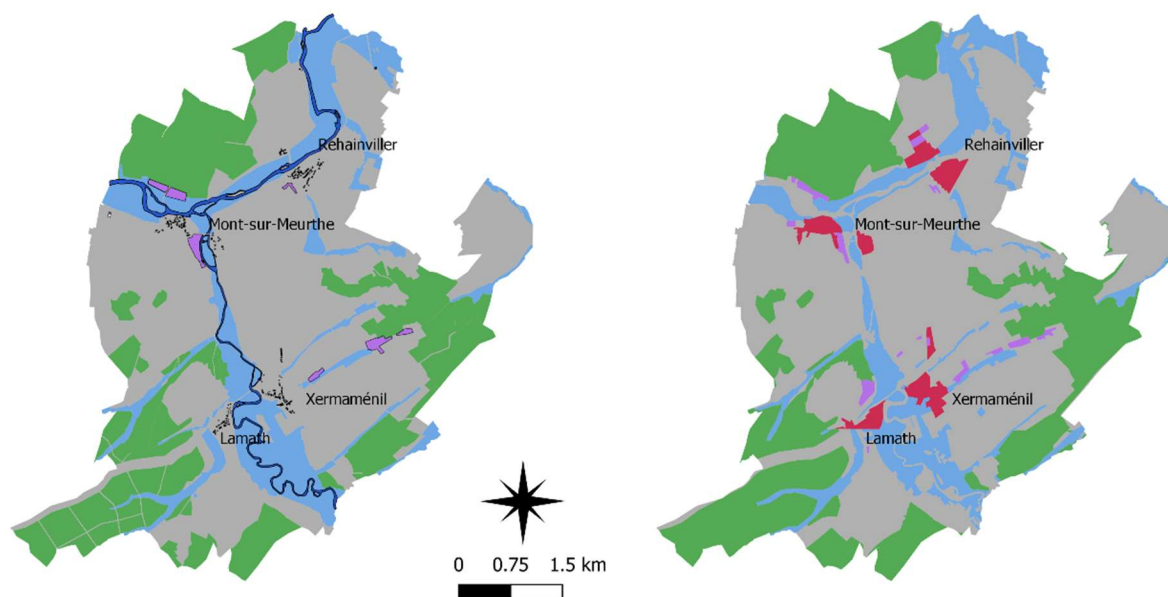 Rehainviller
Mont-sur-Meurthe
Xermaménil
Lamath
0 0.75 1.5 km
Rehainviller
Mont-sur-Meurthe
Xermaménil
Lamath